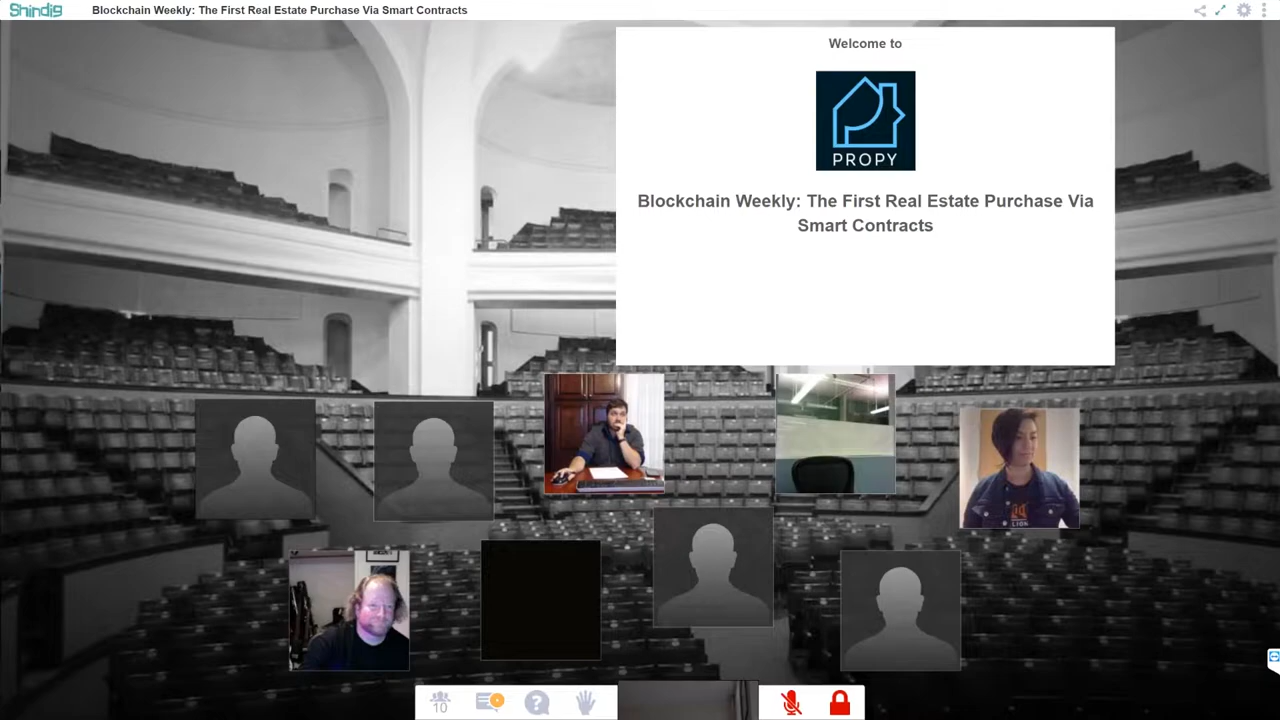 Shindig
Blockchain Weekly: The First Real Estate Purchase Via Smart Contracts
Welcome to
PROPY
Blockchain Weekly: The First Real Estate Purchase Via
Smart Contracts
?
10